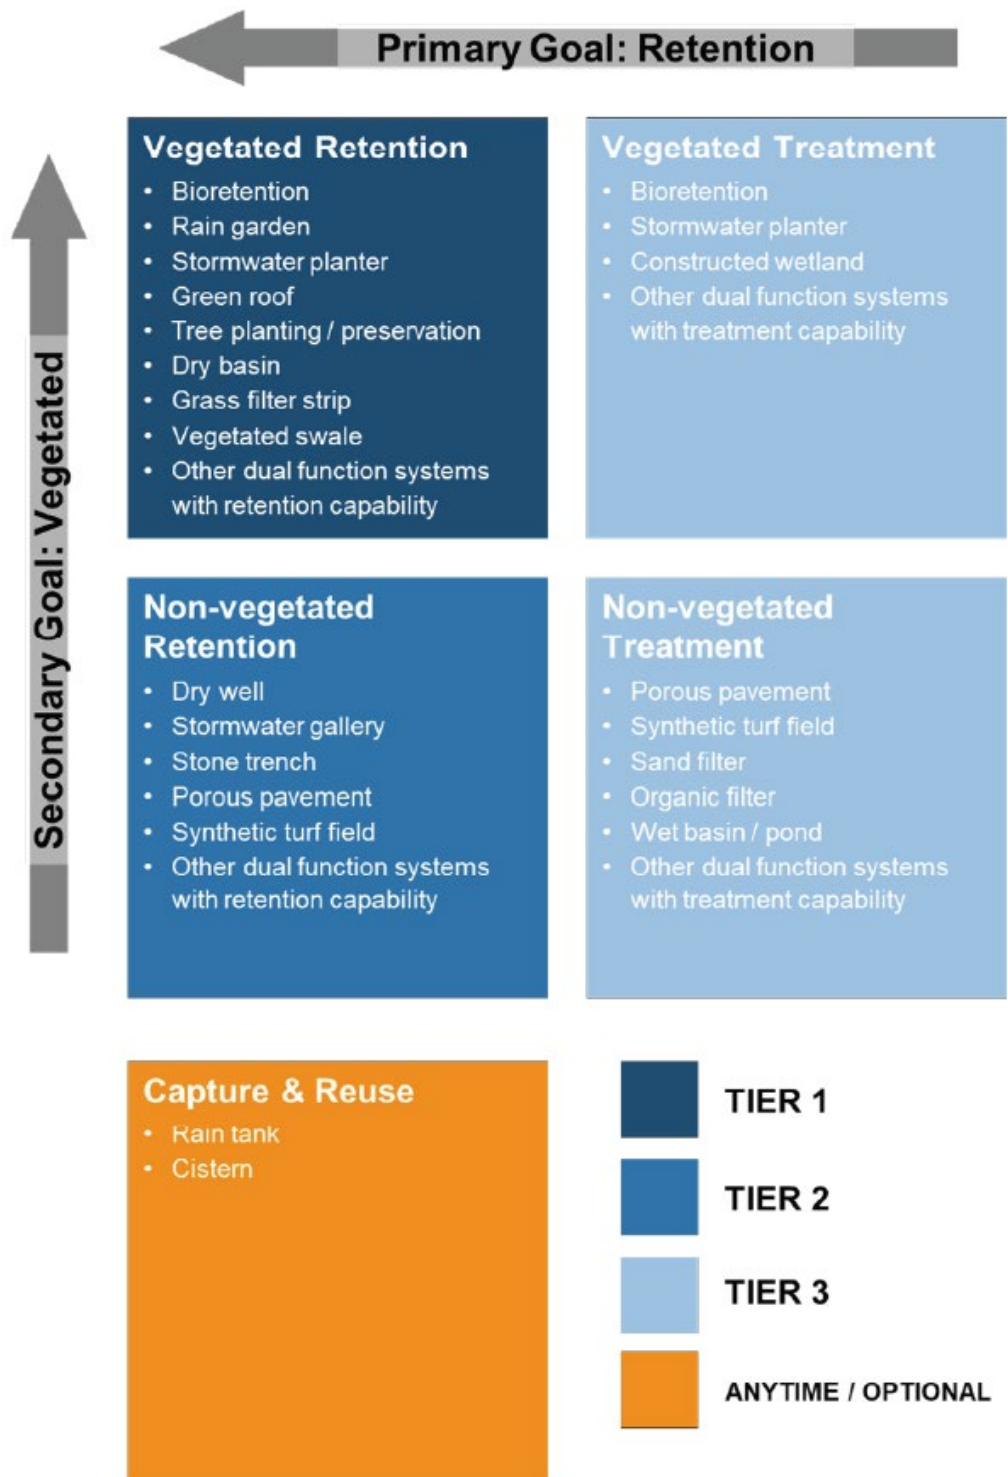 Primary Goal: Retention
Secondary Goal: Vegetated
Vegetated Retention
• Bioretention
• Rain garden
• Stormwater planter
• Green roof
• Tree planting / preservation
• Dry basin
• Grass filter strip
• Vegetated swale
• Other dual function systems
with retention capability
Vegetated Treatment
• Bioretention
• Stormwater planter
• Constructed wetland
• Other dual function systems
with treatment capability
Non-vegetated
Retention
• Dry well
• Stormwater gallery
• Stone trench
• Porous pavement
• Synthetic turf field
• Other dual function systems
with retention capability
Non-vegetated
Treatment
• Porous pavement
• Synthetic turf field
• Sand filter
• Organic filter
• Wet basin / pond
• Other dual function systems
with treatment capability
Capture & Reuse
• Rain tank
• Cistern
TIER 1
TIER 2
TIER 3
ANYTIME / OPTIONAL